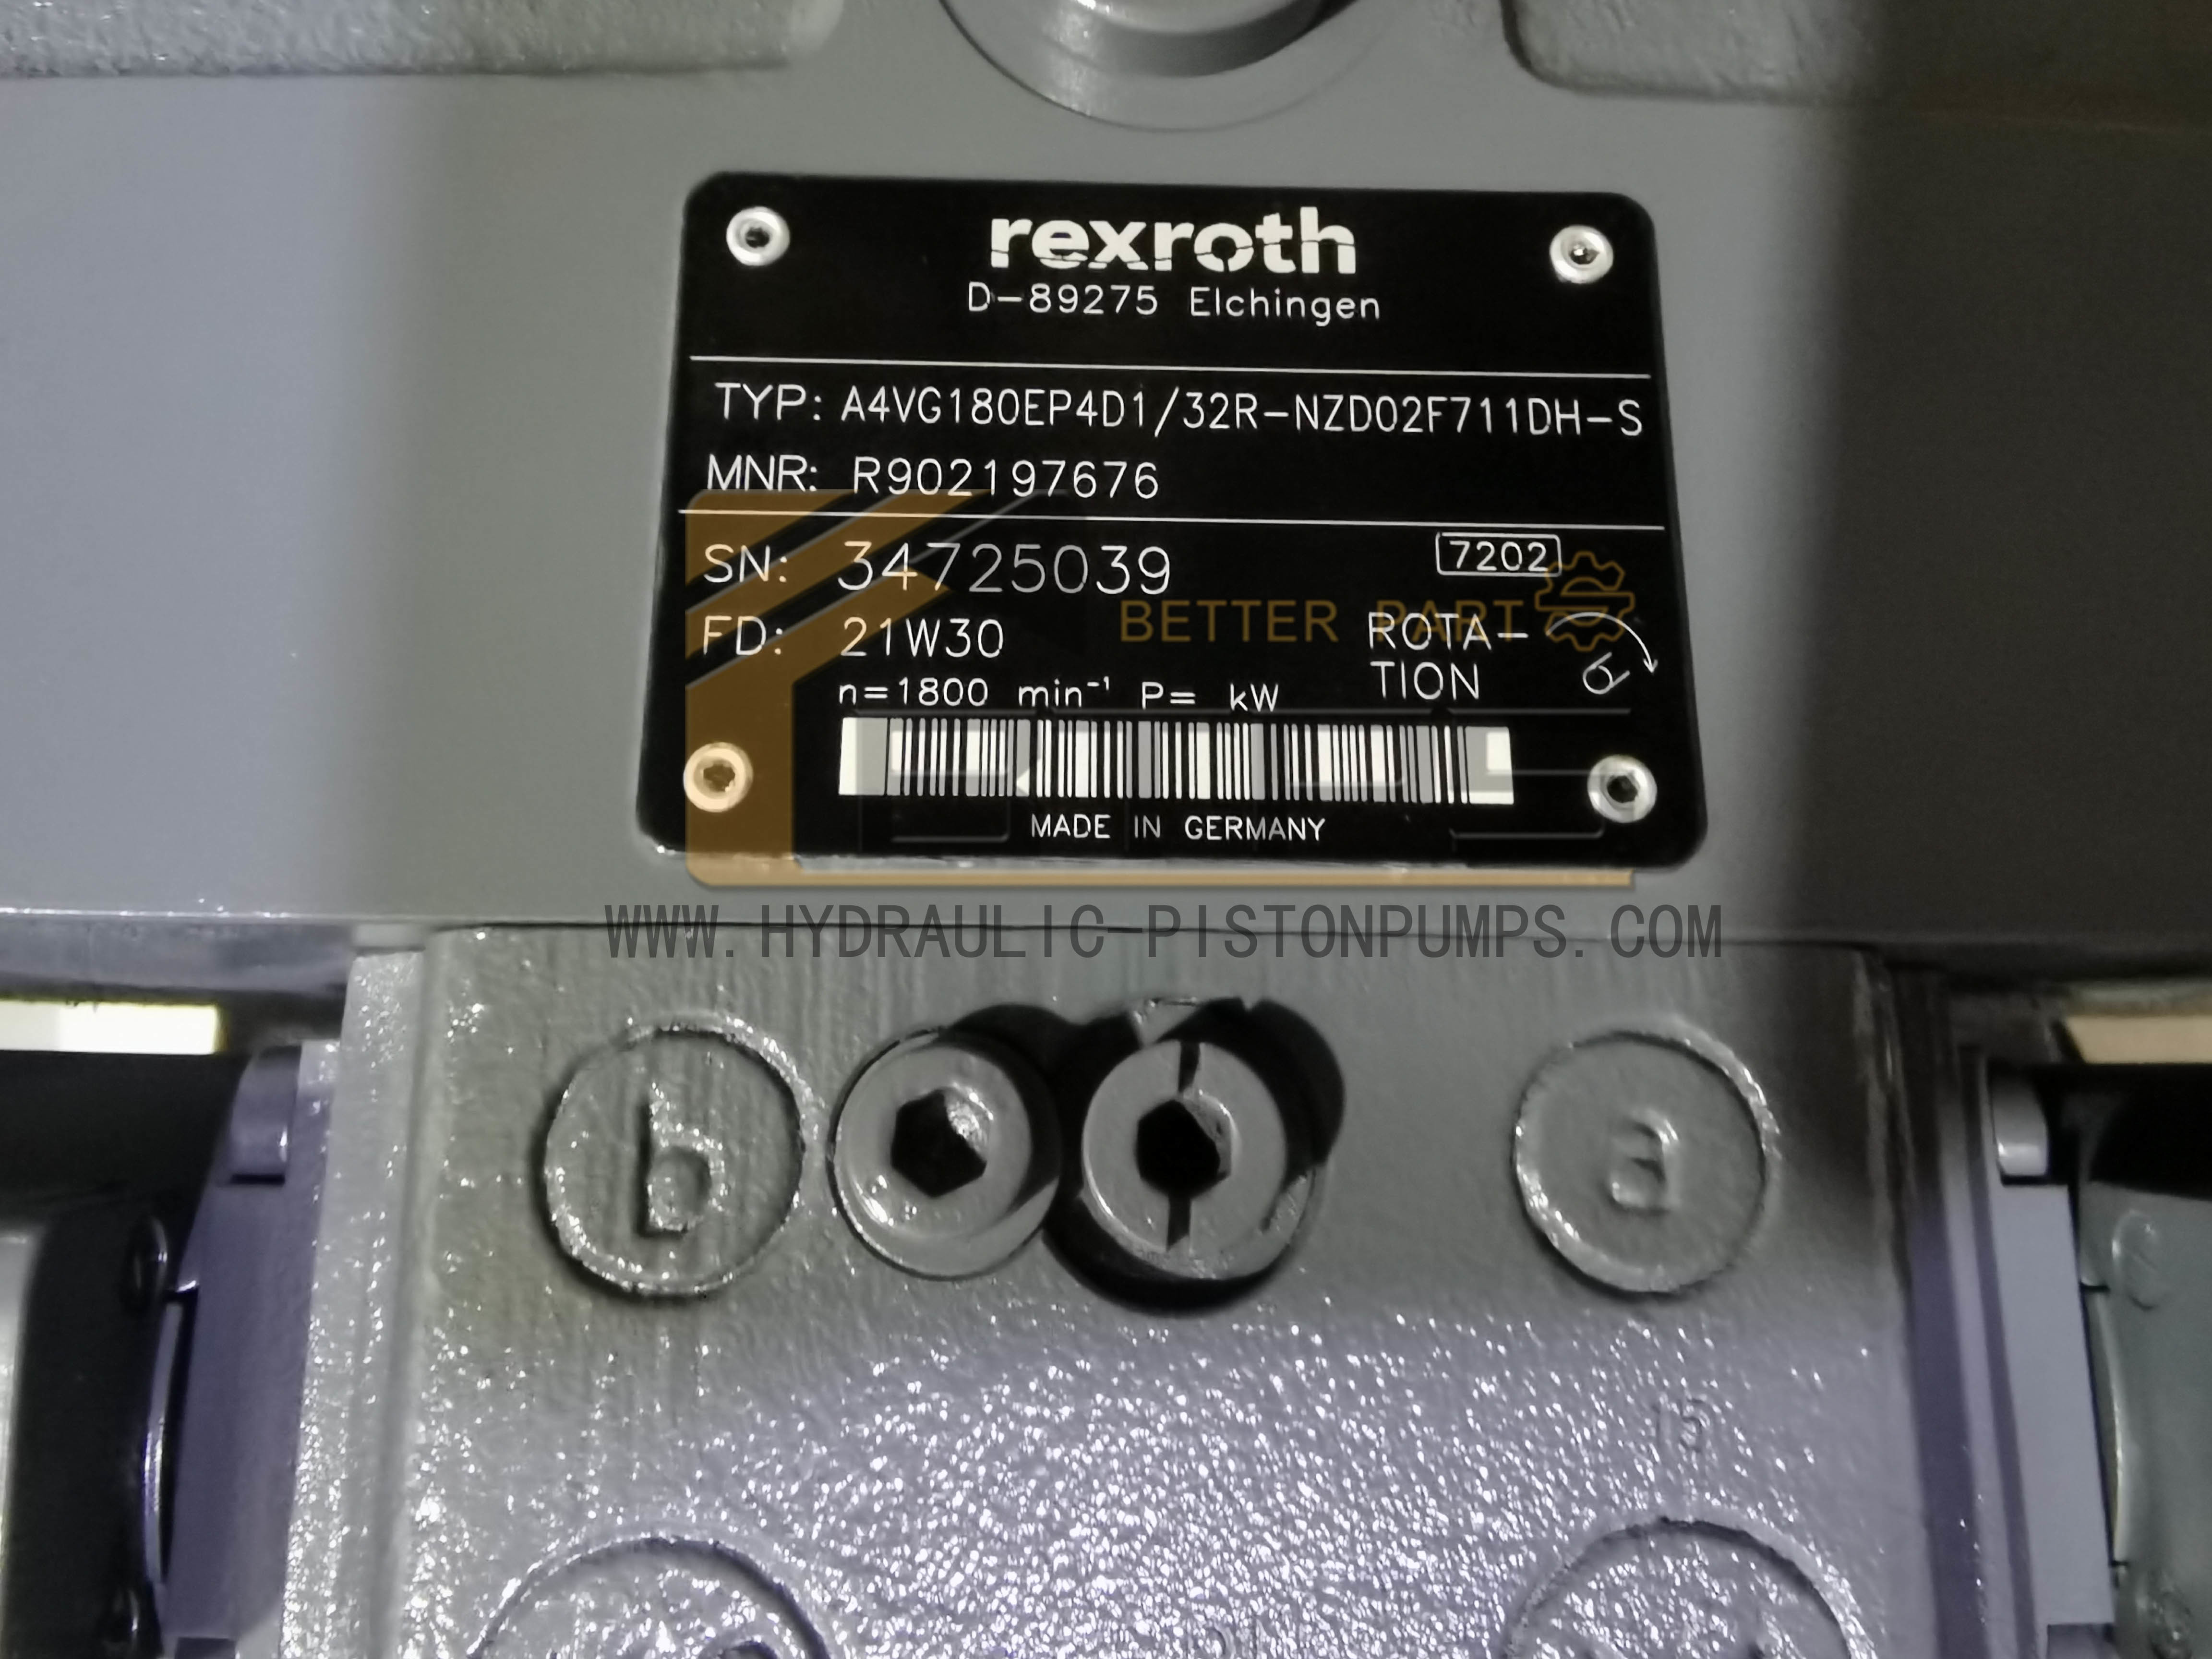 rexroth
D-89275 Elchingen
TYP: A4VG180EP4D1/32R-NZD02F711DH-S
MNR: R902197676
SN: 34725039
7202
FD: 21W30
BETTER PART
ROTA-
TION
n=1800 min⁻¹ P= kW
MADE IN GERMANY
WWW.HYDRAULIC-PISTONPUMPS.COM
b
a
15